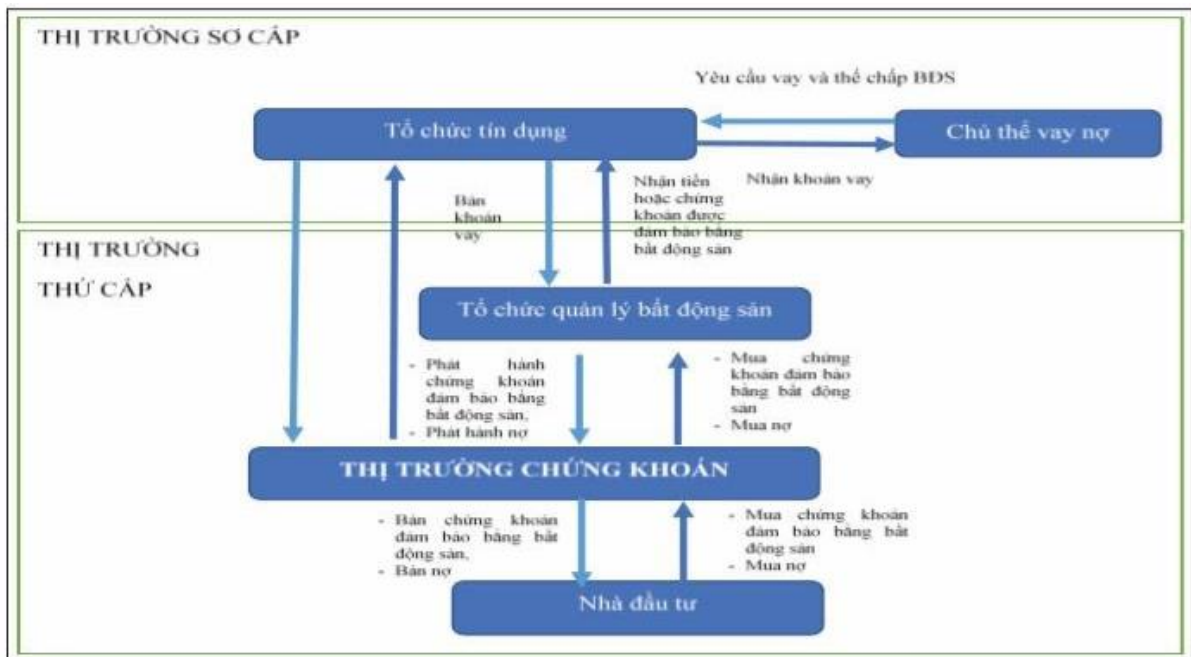 THỊ TRƯỜNG SƠ CẤP
Yêu cầu vay và thế chấp BĐS
Tổ chức tín dụng
Chủ thể vay nợ
Nhận khoản vay
Bán
khoản
vay
Nhận tiền
hoặc chứng
khoán được
đảm bảo bằng
bất động sản
THỊ TRƯỜNG
THỨ CẤP
Tổ chức quản lý bất động sản
- Phát hành
chứng khoán
đảm bảo bằng
bất động sản,
- Phát hành nợ
- Mua chứng
khoán đảm bảo
bằng bất động
sản
- Mua nợ
THỊ TRƯỜNG CHỨNG KHOÁN
- Bán chứng khoán
đảm bảo bằng bất
động sản,
- Bán nợ
- Mua chứng khoán
đảm bảo bằng bất
động sản
- Mua nợ
Nhà đầu tư